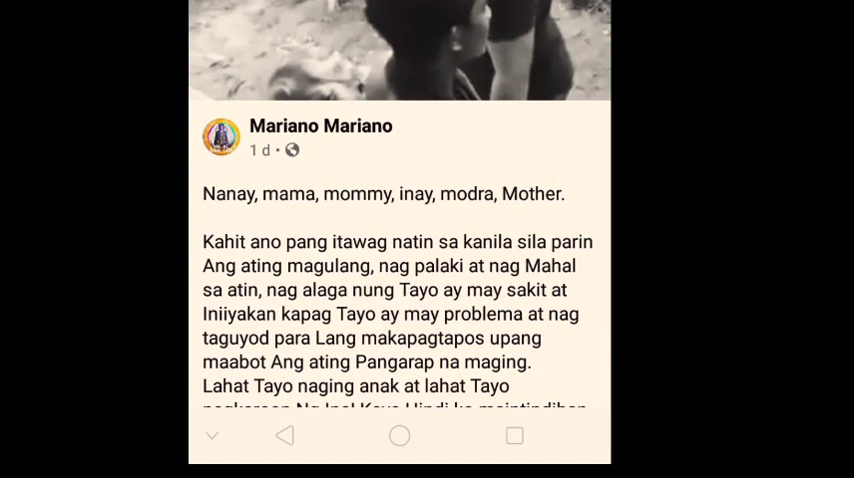 Mariano Mariano
1 d
Nanay, mama, mommy, inay, modra, Mother.
Kahit ano pang itawag natin sa kanila sila parin
Ang ating magulang, nag palaki at nag Mahal
sa atin, nag alaga nung Tayo ay may sakit at
Iniiyakan kapag Tayo ay may problema at nag
taguyod para Lang makapagtapos upang
maabot Ang ating Pangarap na maging.
Lahat Tayo naging anak at lahat Tayo